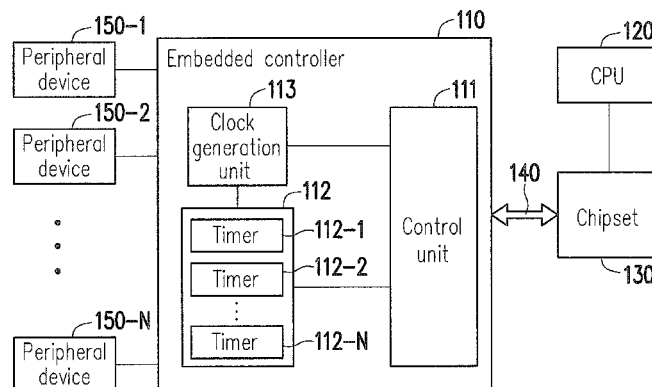 150-1
Peripheral
device
150-2
Peripheral
device
150-N
Peripheral
device
110
Embedded controller
113
Clock
generation
unit
112
Timer
112-1
Timer
112-2
Timer
112-N
111
Control
unit
140
120
CPU
Chipset
130